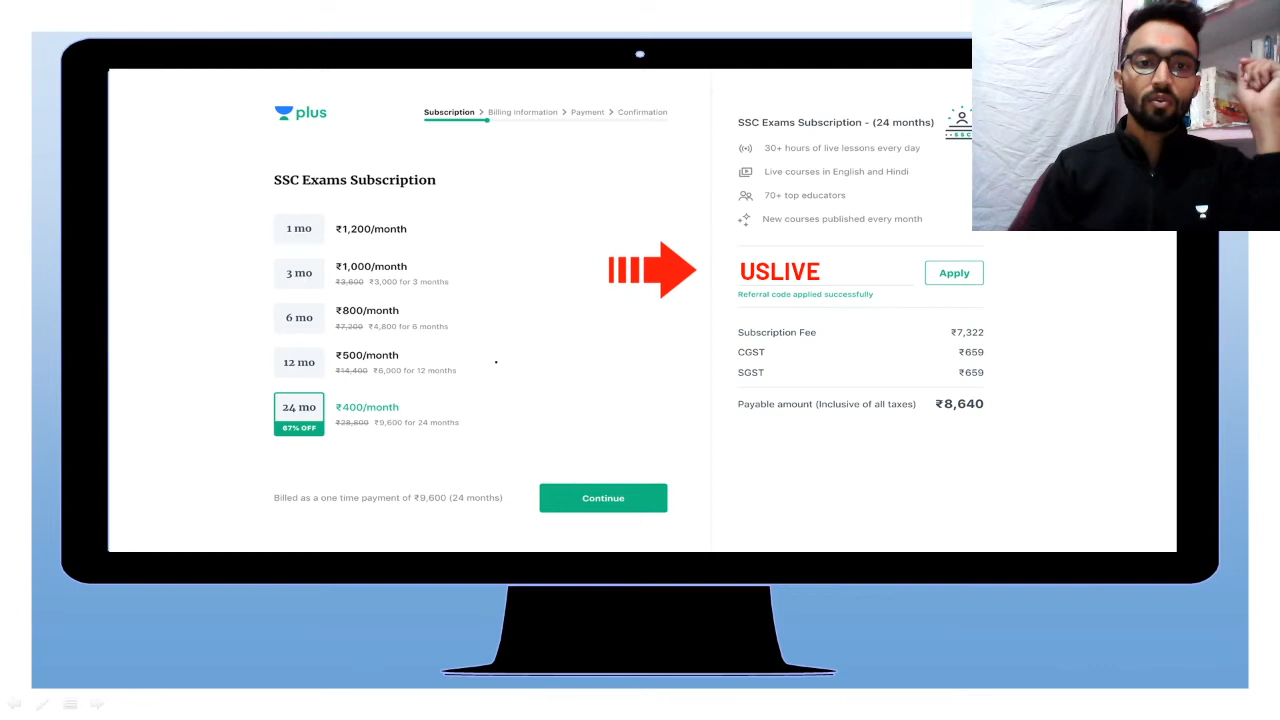 plus
Subscription > Billing information > Payment > Confirmation
SSC Exams Subscription
1 mo
₹1,200/month
3 mo
₹1,000/month
₹3,600 ₹3,000 for 3 months
6 mo
₹800/month
₹7,200 ₹4,800 for 6 months
12 mo
₹500/month
₹14,400 ₹6,000 for 12 months
24 mo
67% OFF
₹400/month
₹28,800 ₹9,600 for 24 months
Billed as a one time payment of ₹9,600 (24 months)
Continue
SSC Exams Subscription - (24 months)
SSC
30+ hours of live lessons every day
Live courses in English and Hindi
70+ top educators
New courses published every month
USLIVE
Apply
Referral code applied successfully
Subscription Fee ₹7,322
CGST ₹659
SGST ₹659
Payable amount (Inclusive of all taxes) ₹8,640